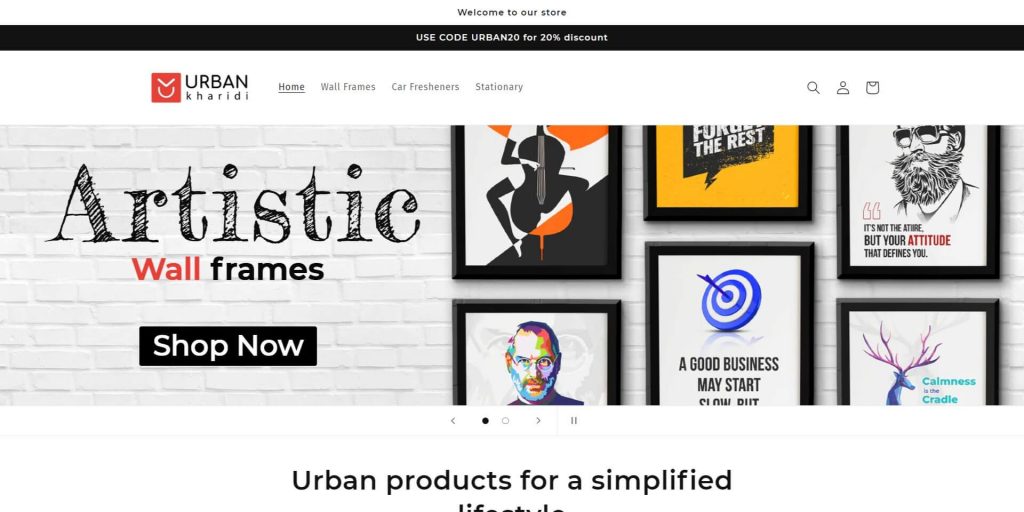 Welcome to our store
USE CODE URBAN20 for 20% discount
URBAN
kharidi
Home
Wall Frames
Car Fresheners
Stationary
Artistic
Wall frames
Shop Now
FORGET
THE REST
IT'S NOT THE ATIIRE,
BUT YOUR ATTITUDE
THAT DEFINES YOU.
A GOOD BUSINESS
MAY START
SLOW, BUT
Calmness
is the
Cradle
Urban products for a simplified
lifestyle